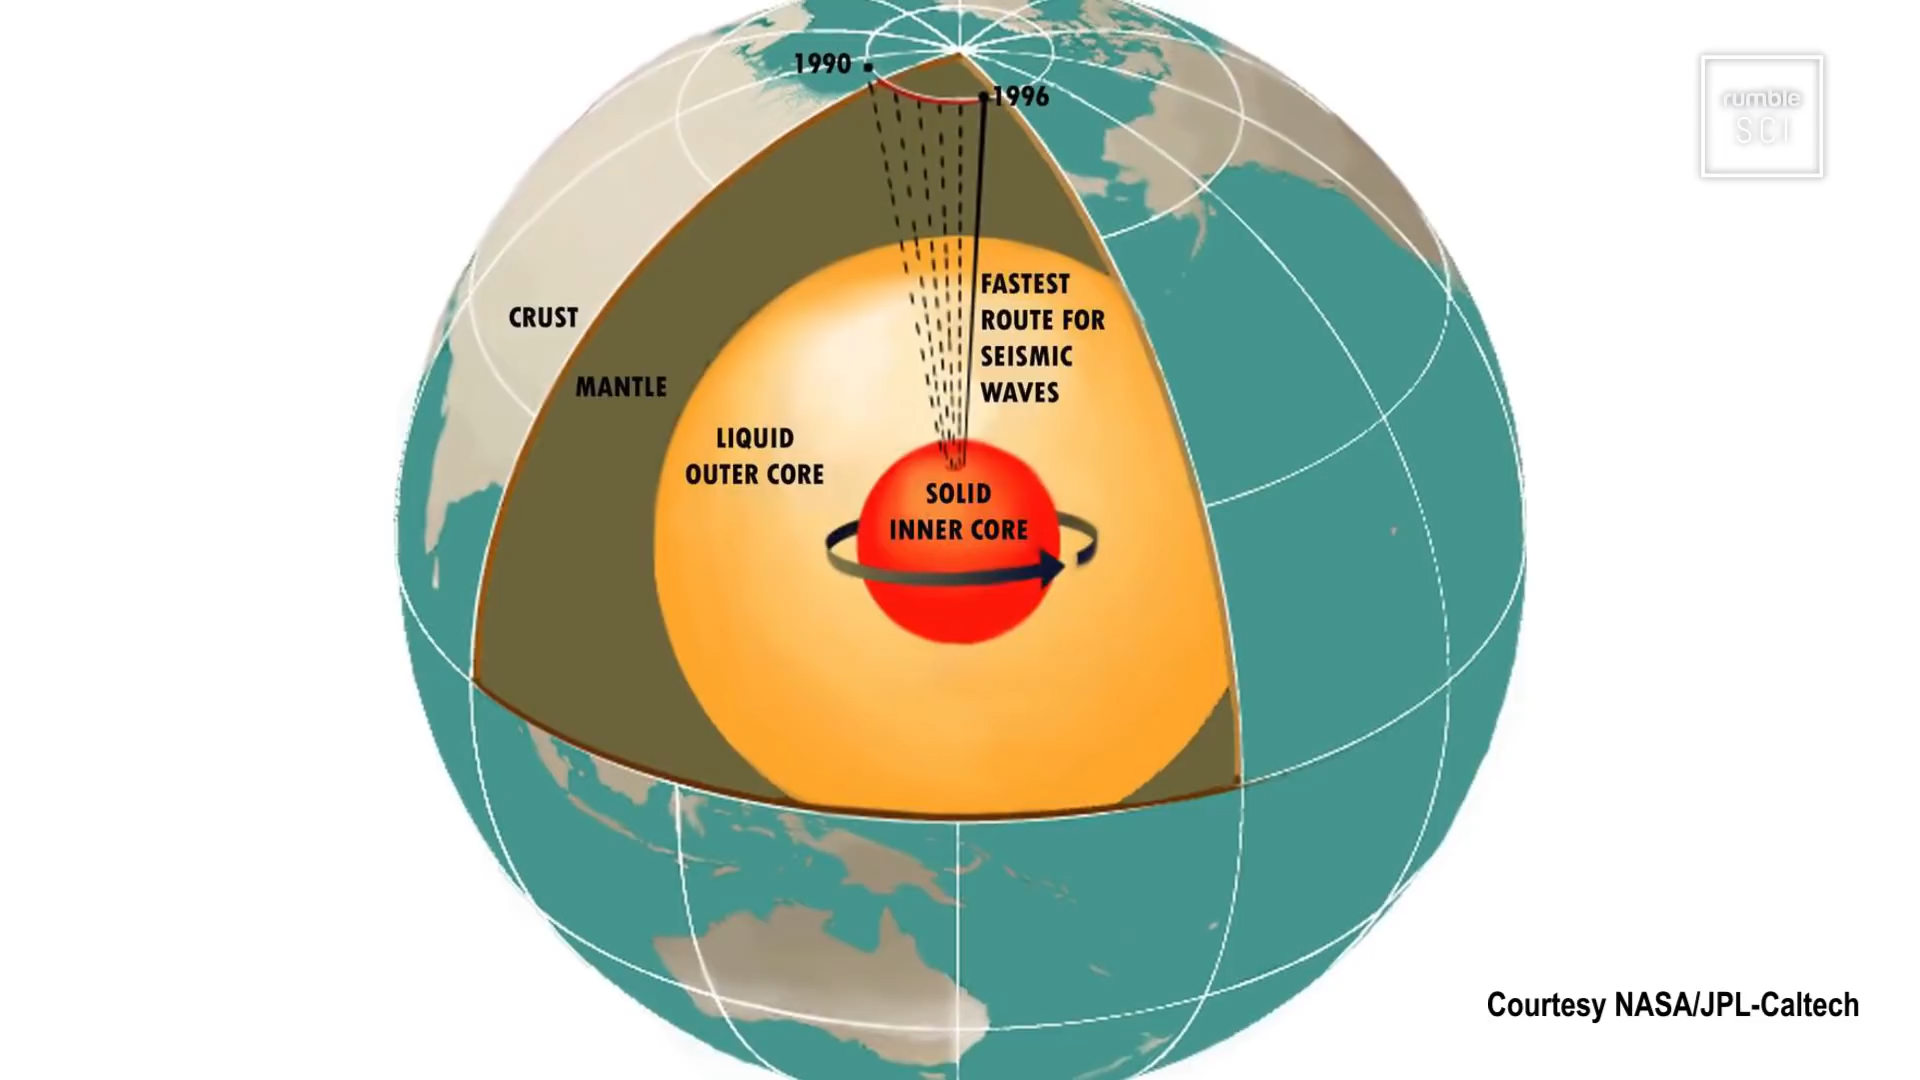 1990
1996
rumble
SCI
FASTEST
ROUTE FOR
SEISMIC
WAVES
CRUST
MANTLE
LIQUID
OUTER CORE
SOLID
INNER CORE
Courtesy NASA/JPL-Caltech